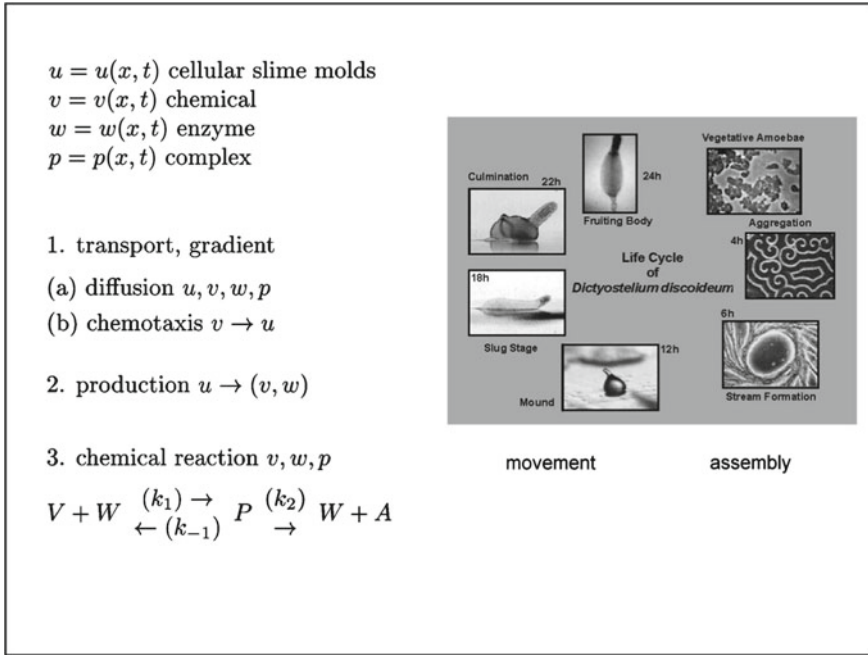 u = u(x, t) cellular slime molds
v = v(x, t) chemical
w = w(x, t) enzyme
p = p(x, t) complex
1. transport, gradient
(a) diffusion u, v, w, p
(b) chemotaxis v → u
2. production u → (v, w)
3. chemical reaction v, w, p
V + W (k₁) → ← (k₋₁) P (k₂) → W + A
Vegetative Amoebae
Aggregation
4h
6h
Stream Formation
12h
Mound
18h
Slug Stage
Culmination
22h
24h
Fruiting Body
Life Cycle
of
Dictyostelium discoideum
movement
assembly